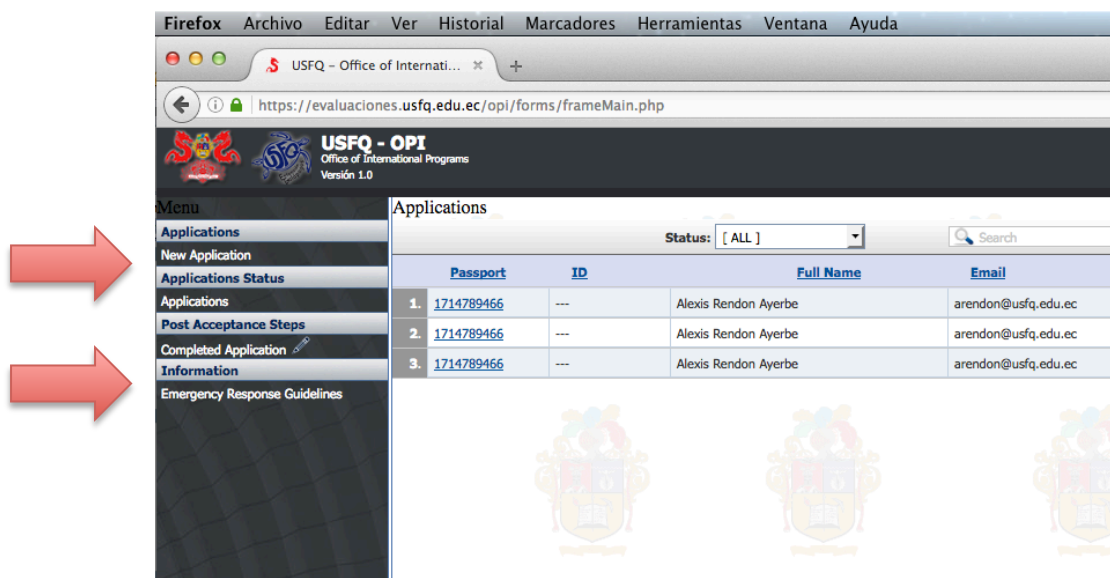 Firefox Archivo Editar Ver Historial Marcadores Herramientas Ventana Ayuda
USFQ - Office of Internati... × +
https://evaluaciones.usfq.edu.ec/opi/forms/frameMain.php
USFQ - OPI
Office of International Programs
Versión 1.0
Menu
Applications
New Application
Applications Status
Applications
Post Acceptance Steps
Completed Application
Information
Emergency Response Guidelines
Applications
Status: [ ALL ] Search
Passport ID Full Name Email
1. 1714789466 --- Alexis Rendon Ayerbe arendon@usfq.edu.ec
2. 1714789466 --- Alexis Rendon Ayerbe arendon@usfq.edu.ec
3. 1714789466 --- Alexis Rendon Ayerbe arendon@usfq.edu.ec